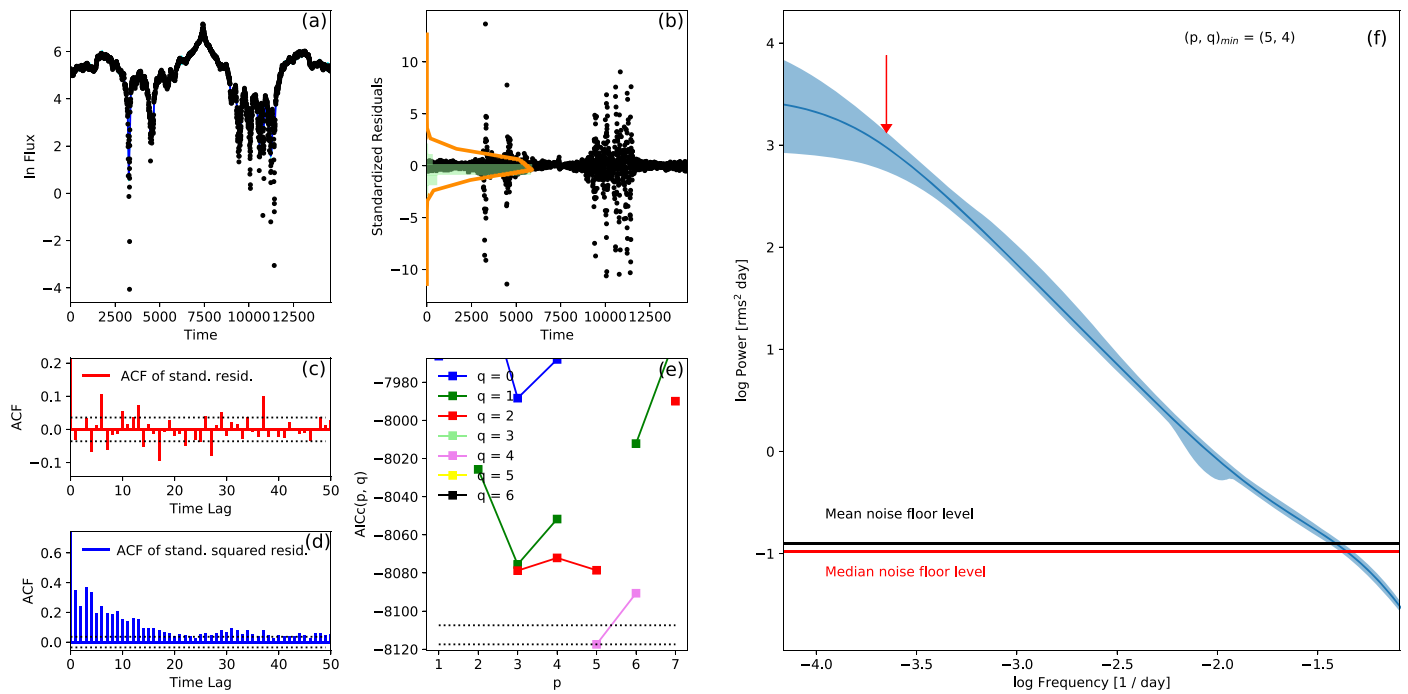 (a)
ln Flux
6
4
2
0
−2
−4
0 2500 5000 7500 10000 12500
Time
(b)
Standardized Residuals
10
5
0
−5
−10
0 2500 5000 7500 10000 12500
Time
(c)
ACF of stand. resid.
ACF
0.2
0.1
0.0
−0.1
0 10 20 30 40 50
Time Lag
(d)
ACF of stand. squared resid.
ACF
0.6
0.4
0.2
0.0
0 10 20 30 40 50
Time Lag
(e)
AICc(p, q)
−7980
−8000
−8020
−8040
−8060
−8080
−8100
−8120
q = 0
q = 1
q = 2
q = 3
q = 4
q = 5
q = 6
1 2 3 4 5 6 7
p
(p, q)min = (5, 4)
(f)
log Power [rms² day]
4
3
2
1
0
−1
Mean noise floor level
Median noise floor level
−4.0 −3.5 −3.0 −2.5 −2.0 −1.5
log Frequency [1 / day]